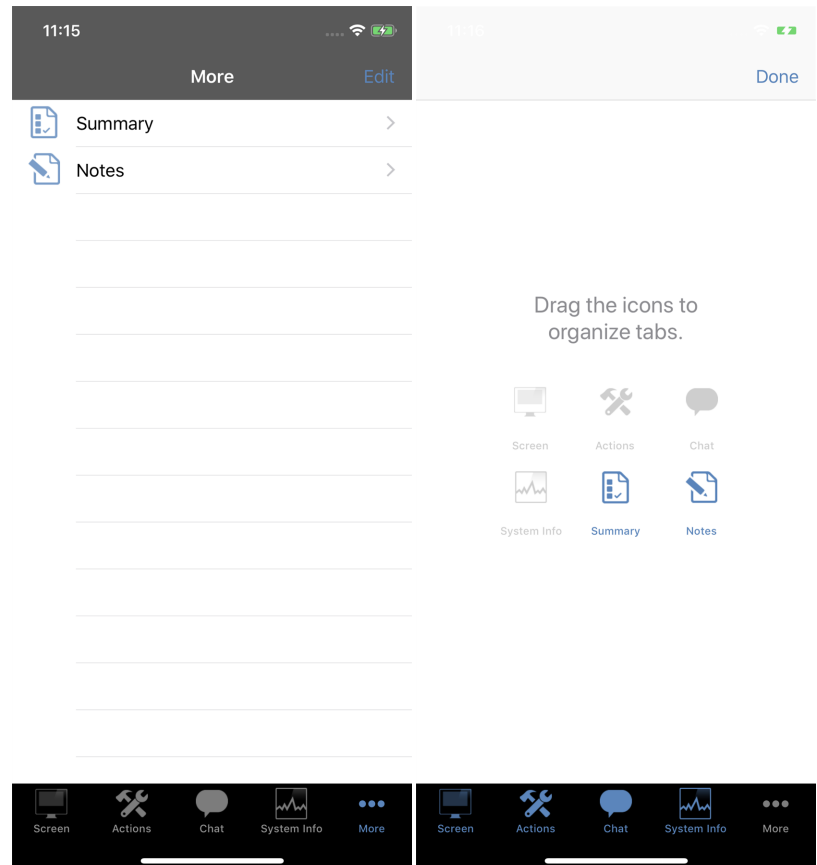 11:15
More
Edit
Summary
Notes
Screen
Actions
Chat
System Info
More
Done
Drag the icons to
organize tabs.
Screen
Actions
Chat
System Info
Summary
Notes
Screen
Actions
Chat
System Info
More